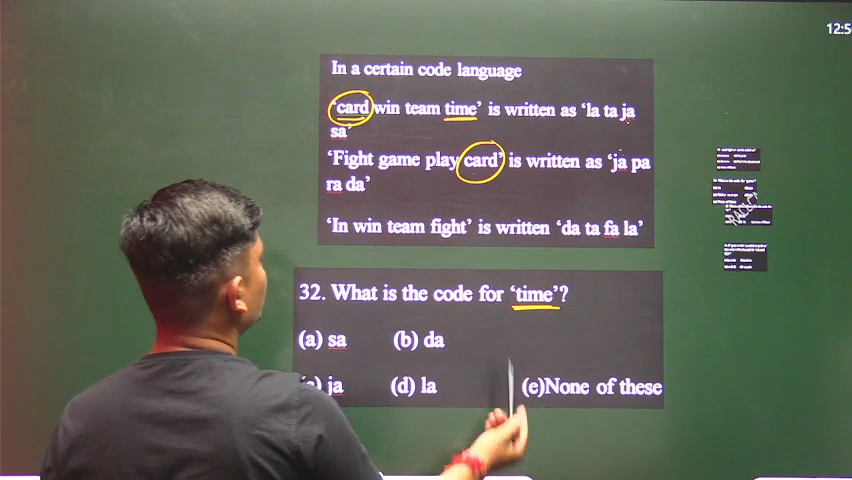 12:5
In a certain code language
‘card win team time’ is written as ‘la ta ja
sa’
‘Fight game play card’ is written as ‘ja pa
ra da’
‘In win team fight’ is written ‘da ta fa la’
32. What is the code for ‘time’?
(a) sa (b) da
ja (d) la (e)None of these